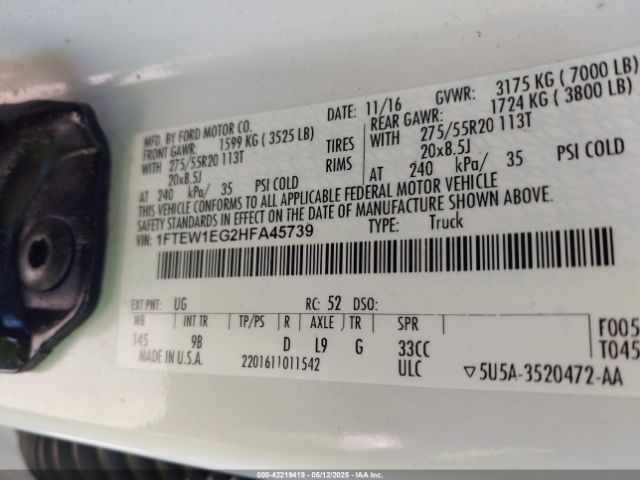 MFD. BY FORD MOTOR CO. DATE: 11/16 GVWR: 3175 KG ( 7000 LB)
FRONT GAWR: 1599 KG ( 3525 LB) REAR GAWR: 1724 KG ( 3800 LB)
WITH 275/55R20 113T TIRES WITH 275/55R20 113T
20x8.5J RIMS 20x8.5J
AT 240 kPa/ 35 PSI COLD AT 240 kPa/ 35 PSI COLD
THIS VEHICLE CONFORMS TO ALL APPLICABLE FEDERAL MOTOR VEHICLE
SAFETY STANDARDS IN EFFECT ON THE DATE OF MANUFACTURE SHOWN ABOVE.
VIN: 1FTEW1EG2HFA45739 TYPE: Truck
EXT PNT: UG RC: 52 DSO:
WB INT TR TP/PS R AXLE TR SPR F005
145 9B D L9 G 33CC T045
MADE IN U.S.A. 2201611011542 ULC ▽5U5A-3520472-AA
000-42219419 - 05/12/2025 - IAAI.COM